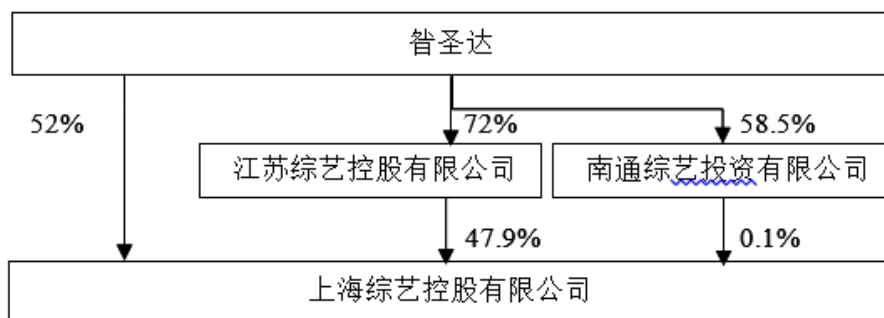 昝圣达
52%
72%
58.5%
江苏综艺控股有限公司
南通综艺投资有限公司
47.9%
0.1%
上海综艺控股有限公司